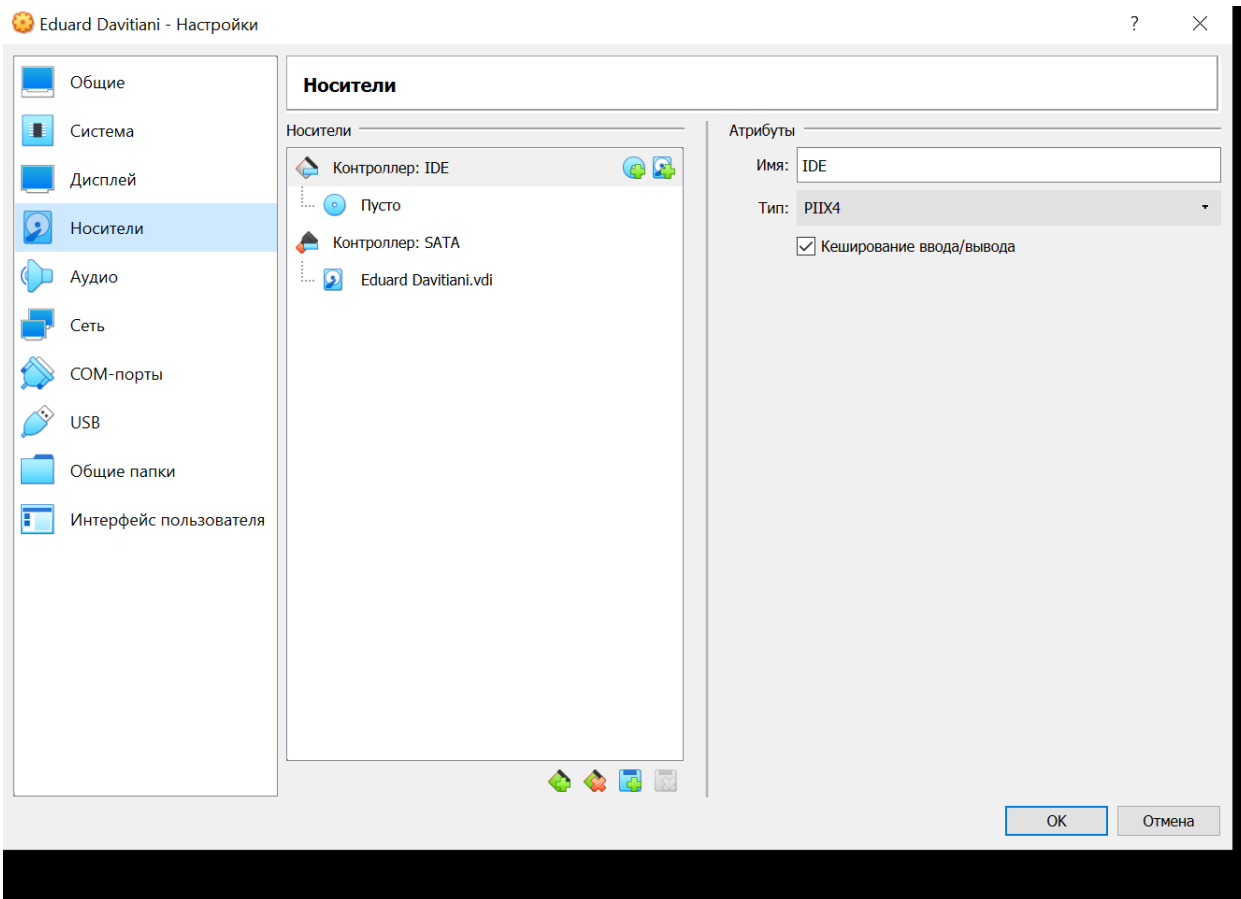 Eduard Davitiani - Настройки
?
Общие
Система
Дисплей
Носители
Аудио
Сеть
COM-порты
USB
Общие папки
Интерфейс пользователя
Носители
Носители
Контроллер: IDE
Пусто
Контроллер: SATA
Eduard Davitiani.vdi
Атрибуты
Имя: IDE
Тип: PIIX4
Кеширование ввода/вывода
OK
Отмена